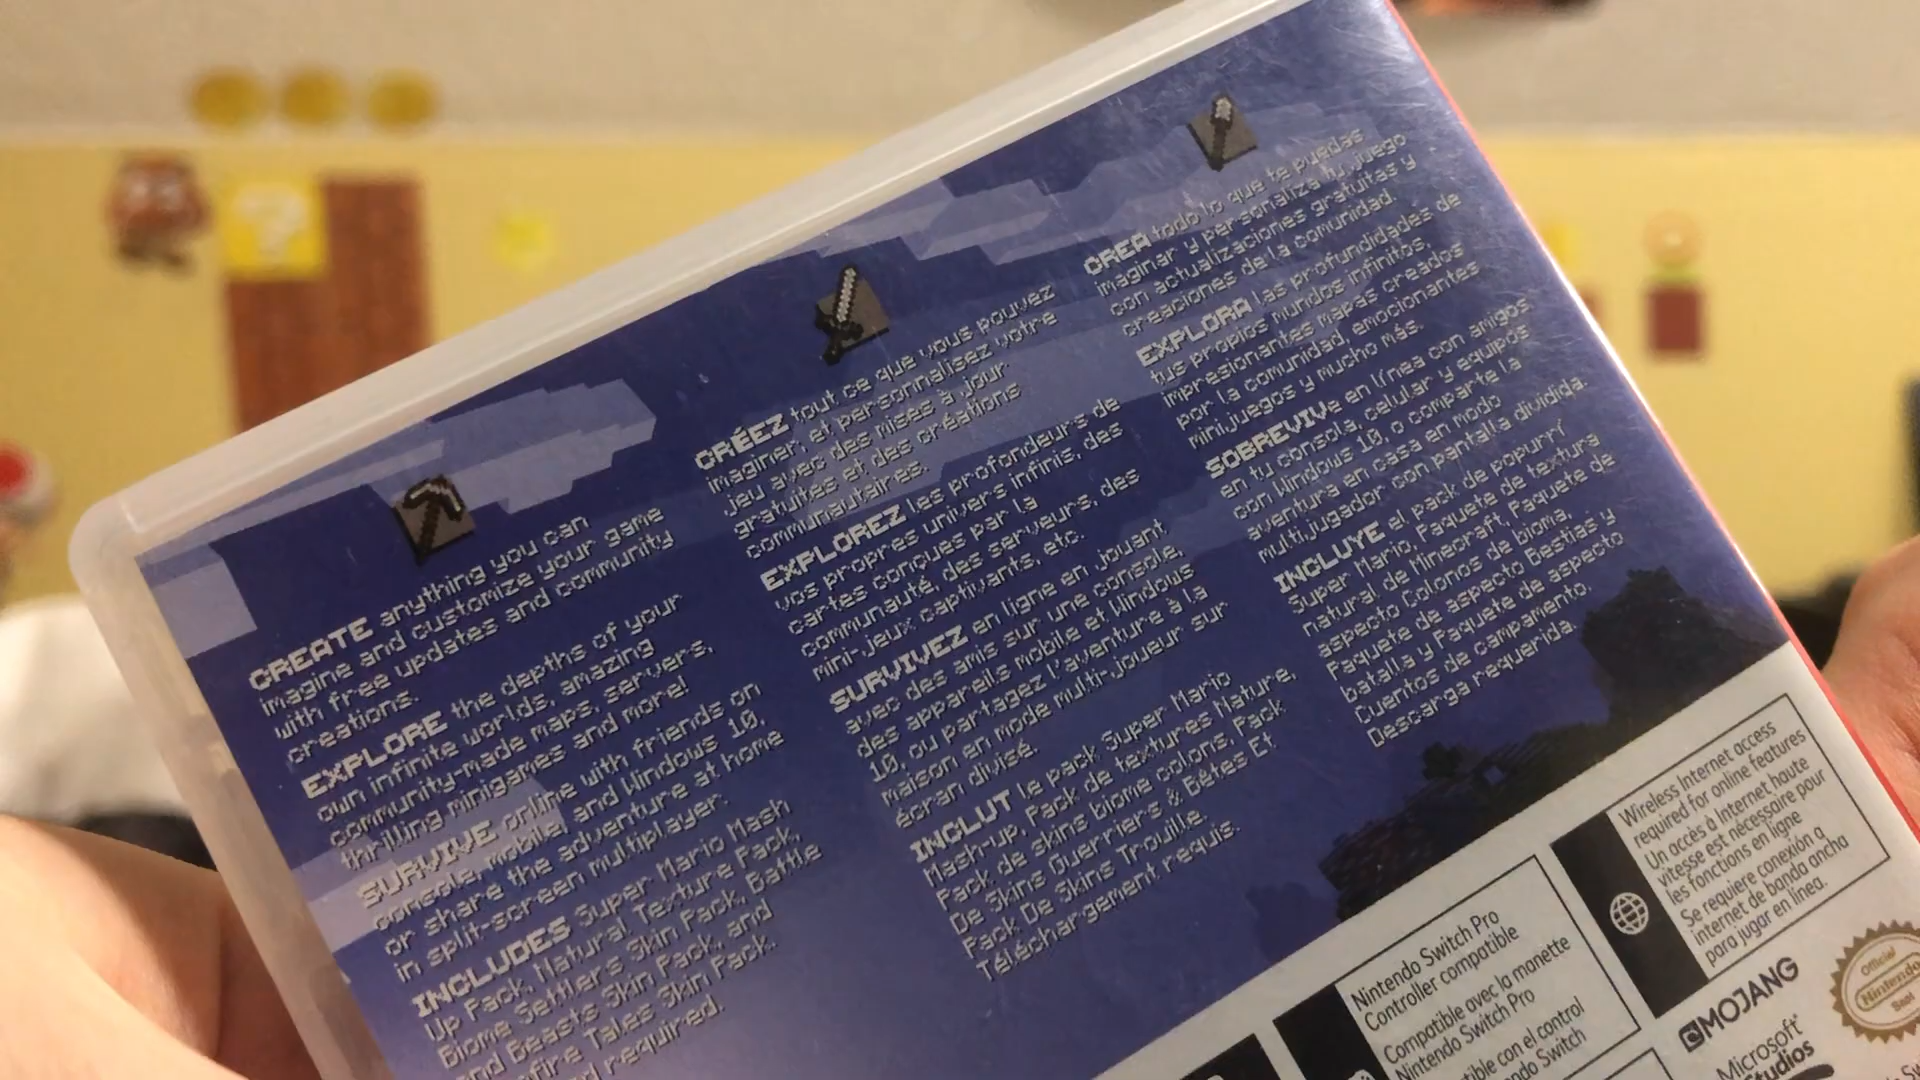 CREATE anything you can
imagine and customize your game
with free updates and community
creations.
EXPLORE the depths of your
own infinite worlds, amazing
community-made maps, servers,
thrilling minigames and more!
SURVIVE online with friends on
console, mobile, and Windows 10,
or share the adventure at home
in split-screen multiplayer.
INCLUDES Super Mario Mash
Up Pack, Natural Texture Pack,
Biome Settlers Skin Pack, Battle
and Beasts Skin Pack, and
Tales Skin Pack.
required.
CRÉEZ tout ce que vous pouvez
imaginer, et personnalisez votre
jeu avec des mises à jour
gratuites et des créations
communautaires.
EXPLOREZ les profondeurs de
vos propres univers infinis, des
cartes conçues par la
communauté, des serveurs, des
mini-jeux captivants, etc.
SURVIVEZ en ligne en jouant
avec des amis sur une console,
des appareils mobile et Windows
10, ou partagez l'aventure à la
maison en mode multi-joueur sur
écran divisé.
INCLUT le pack Super Mario
Mash-up, Pack de textures Nature,
Pack de skins biome colons, Pack
De Skins Guerriers & Bêtes Et
Pack De Skins Trouille.
Téléchargement requis.
CREA todo lo que te puedas
imaginar y personaliza tu juego
con actualizaciones gratuitas y
creaciones de la comunidad.
EXPLORA las profundidades de
tus propios mundos infinitos,
impresionantes mapas creados
por la comunidad, emocionantes
minijuegos y mucho más.
SOBREVIVe en línea con amigos
en tu consola, celular y equipos
con Windows 10, o comparte la
aventura en casa en modo
multijugador con pantalla dividida.
INCLUYE el pack de popurrí
Super Mario, Paquete de textura
natural de Minecraft, Paquete de
aspecto Colonos de bioma,
Paquete de aspecto Bestias y
batalla y Paquete de aspecto
Cuentos de campamento.
Descarga requerida.
Wireless Internet access
required for online features
Un accès à Internet haute
vitesse est nécessaire pour
les fonctions en ligne
Se requiere conexión a
internet de banda ancha
para jugar en línea.
Nintendo Switch Pro
Controller compatible
Compatible avec la manette
Nintendo Switch Pro
con el control
Switch
MOJANG
Microsoft
Studios
Official
Nintendo
Seal